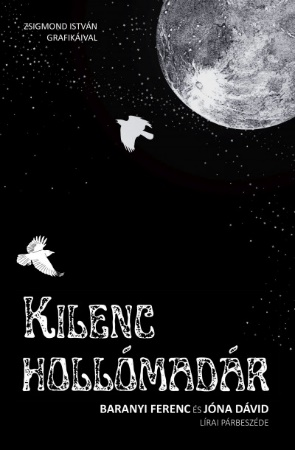 ZSIGMOND ISTVÁN
GRAFIKÁIVAL
KILENC
HOLLÓMADÁR
BARANYI FERENC ÉS JÓNA DÁVID
LÍRAI PÁRBESZÉDE